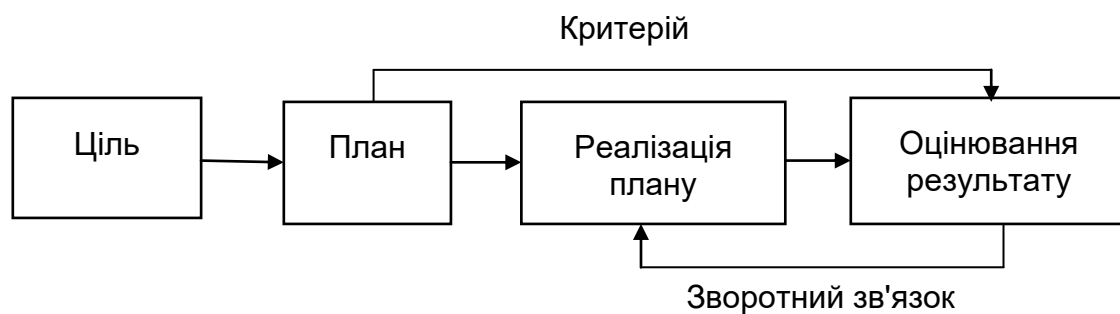 Критерій
Ціль
План
Реалізація
плану
Оцінювання
результату
Зворотний зв'язок